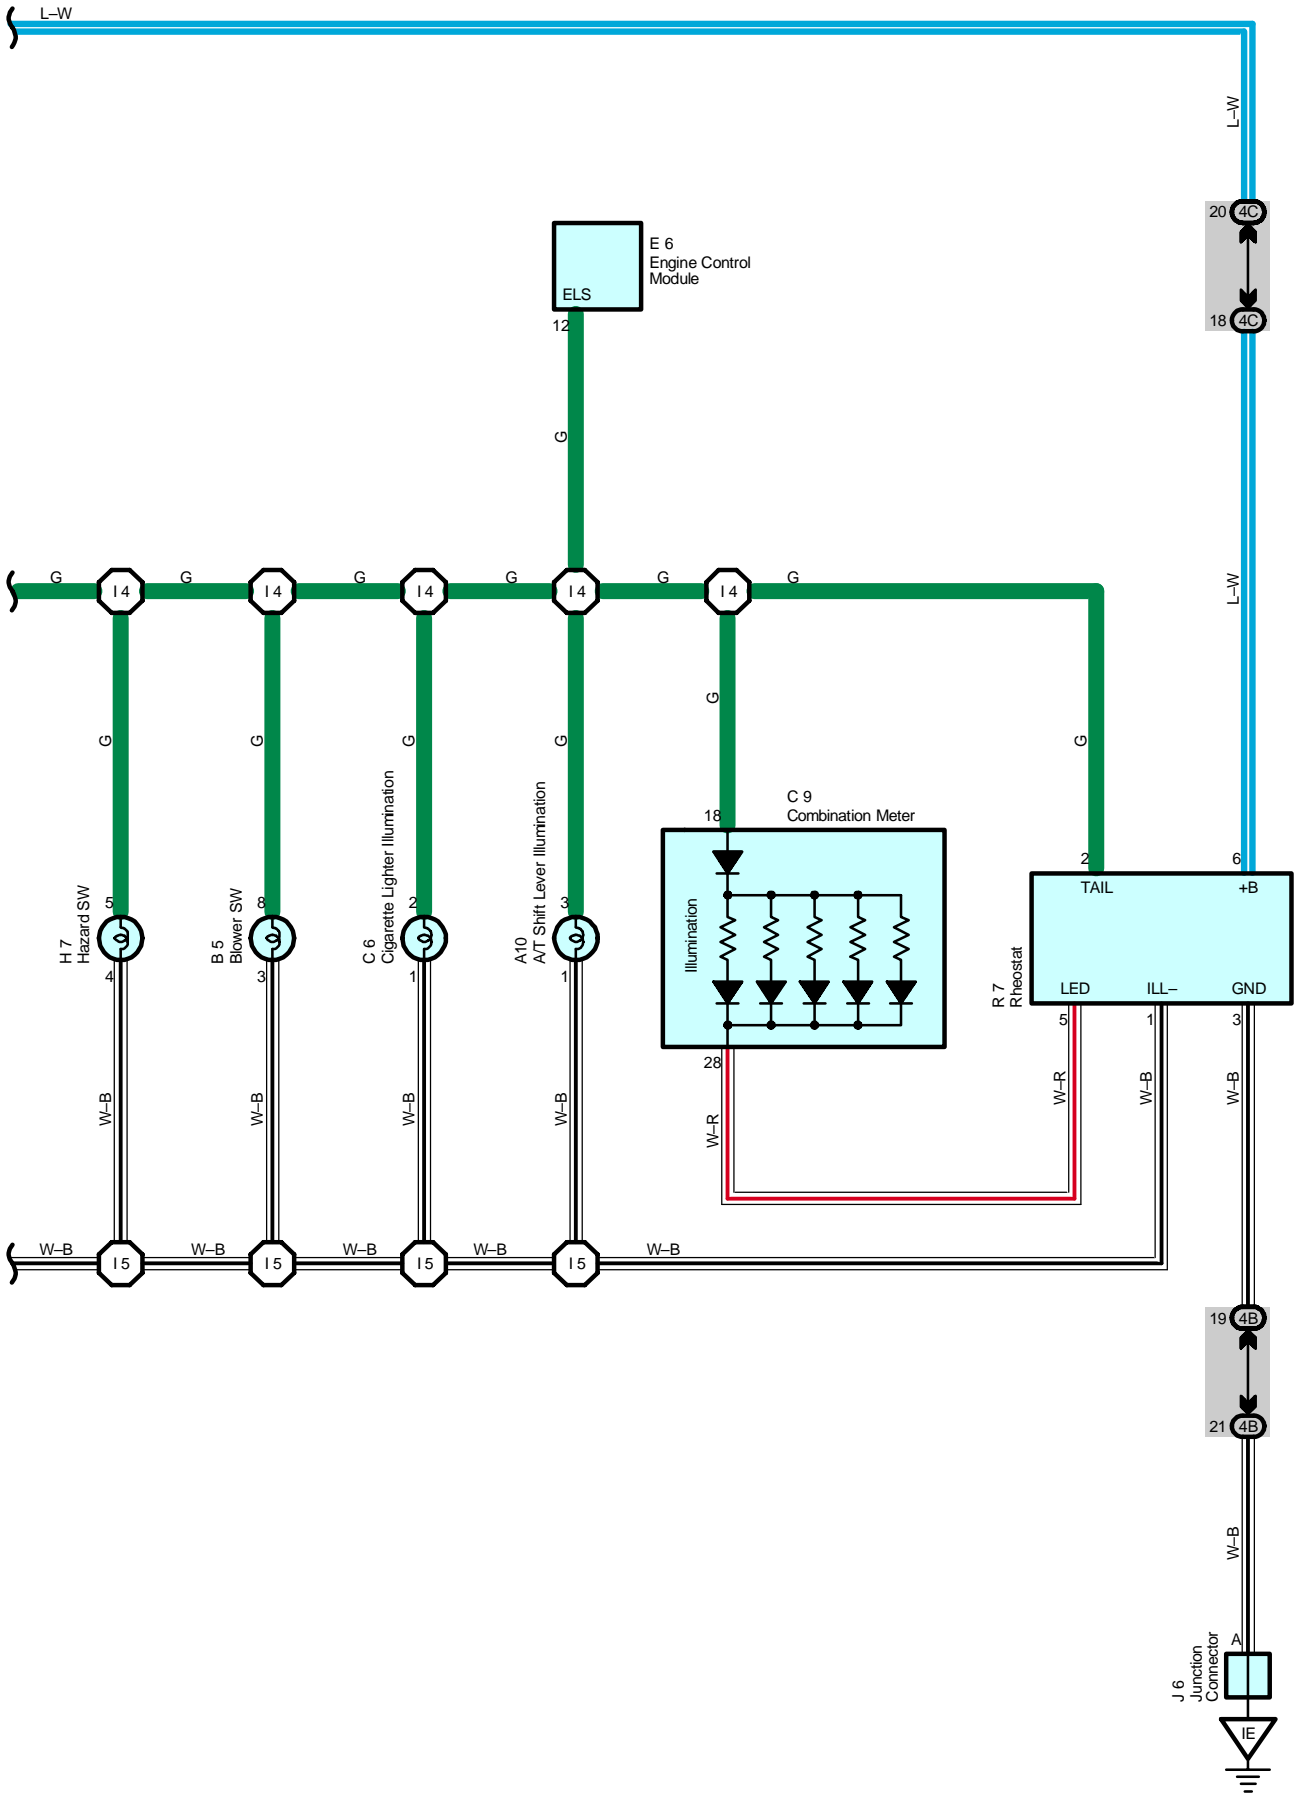 L–W
L–W
20 4C
E 6
Engine Control
Module
ELS
12
18 4C
G
G G G G G G
I 4 I 4 I 4 I 4 I 4
L–W
G
G G G G G
C 9
Combination Meter
18
2 6
TAIL +B
H 7
Hazard SW
5
4
B 5
Blower SW
8
3
C 6
Cigarette Lighter Illumination
2
1
A10
A/T Shift Lever Illumination
3
1
Illumination
R 7
Rheostat
LED ILL– GND
5 1 3
28
W–R W–B W–B
W–B W–B W–B W–B W–R
W–B W–B W–B W–B W–B
I 5 I 5 I 5 I 5
19 4B
21 4B
W–B
A
J 6
Junction
Connector
IE